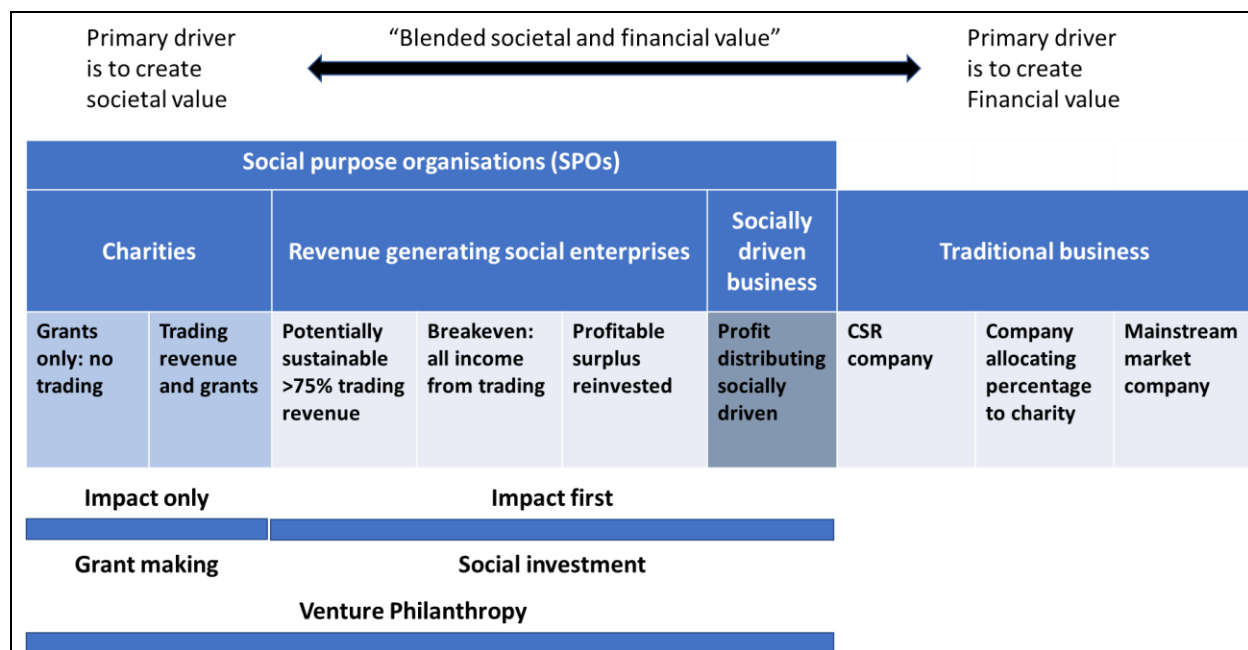 Primary driver
is to create
societal value
“Blended societal and financial value”
Primary driver
is to create
Financial value
Social purpose organisations (SPOs)
Charities
Revenue generating social enterprises
Socially
driven
business
Traditional business
Grants
only: no
trading
Trading
revenue
and grants
Potentially
sustainable
>75% trading
revenue
Breakeven:
all income
from trading
Profitable
surplus
reinvested
Profit
distributing
socially
driven
CSR
company
Company
allocating
percentage
to charity
Mainstream
market
company
Impact only
Impact first
Grant making
Social investment
Venture Philanthropy